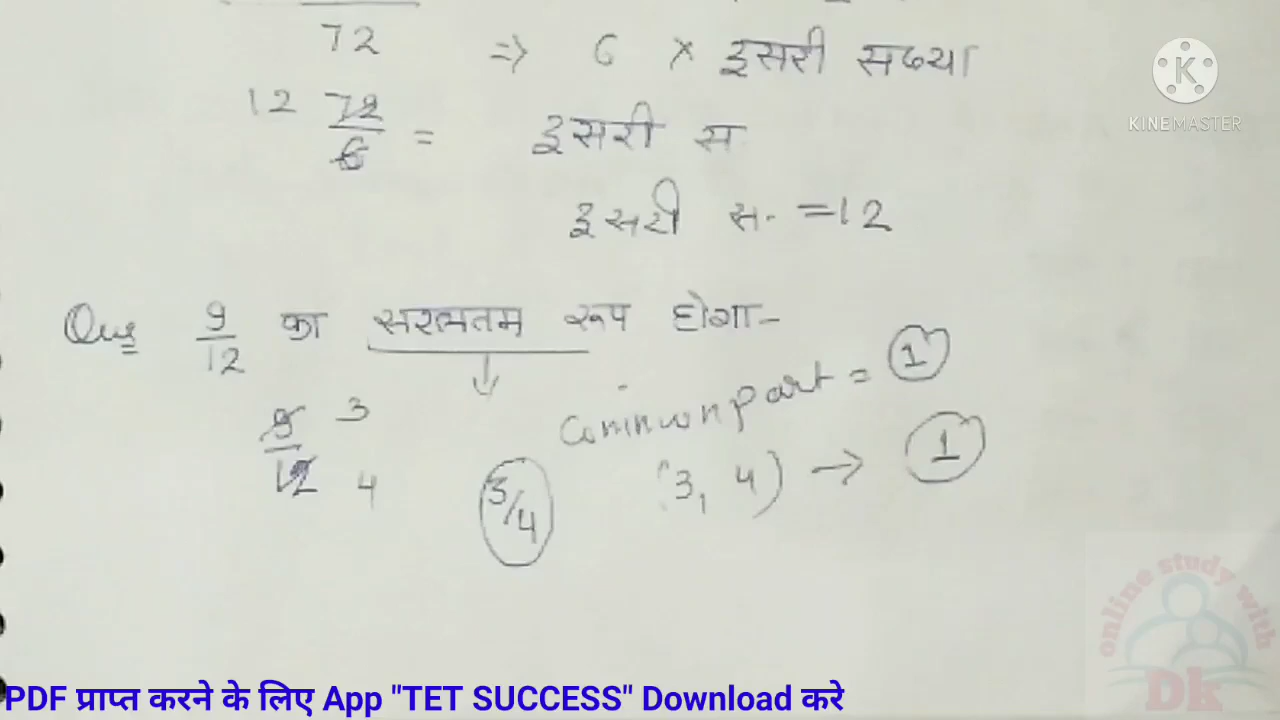 72
=> 6 × दूसरी सख्या
12 72/6 = दूसरी स
दूसरी स. = 12
Que 9/12 का सरलतम रूप होगा-
Common part = 1
9/12 3/4
3/4 (3, 4) → 1
KINEMASTER
online study with
Dk
PDF प्राप्त करने के लिए App "TET SUCCESS" Download करे